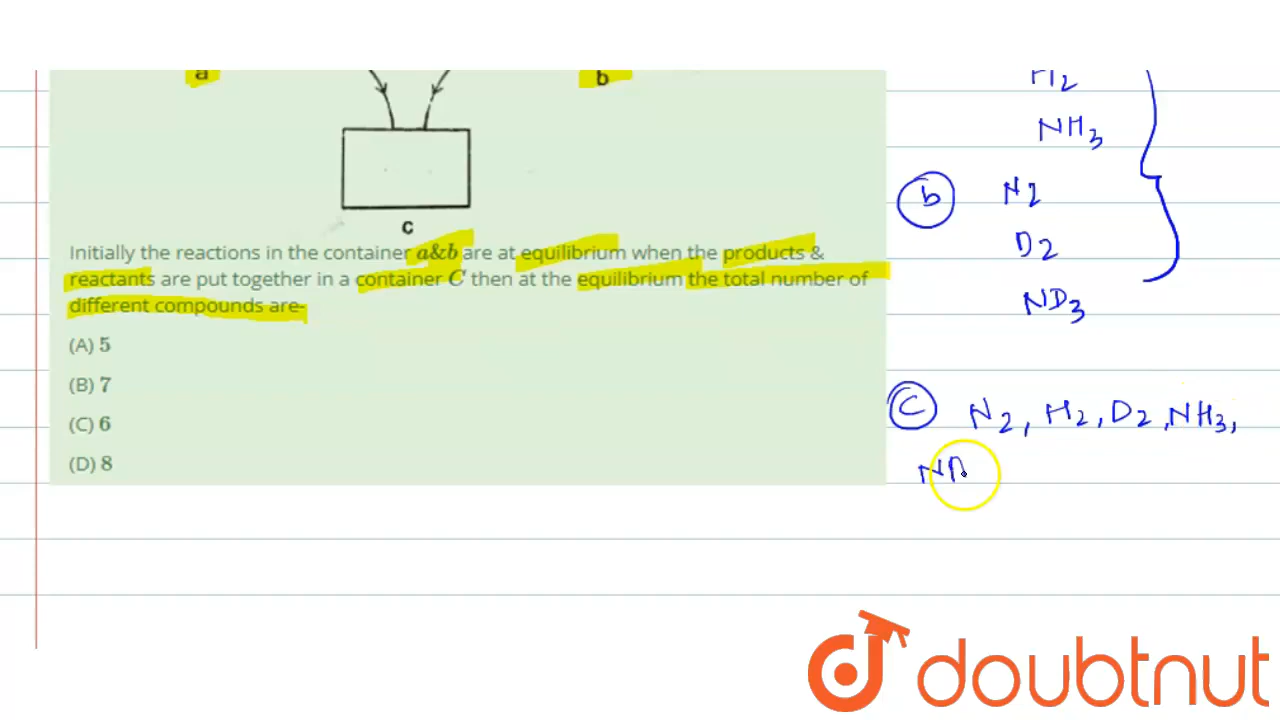 a
b
c
Initially the reactions in the container a&b are at equilibrium when the products &
reactants are put together in a container C then at the equilibrium the total number of
different compounds are-
(A) 5
(B) 7
(C) 6
(D) 8
H2
NH3
b N2
D2
ND3
C N2, H2, D2, NH3,
ND
doubtnut